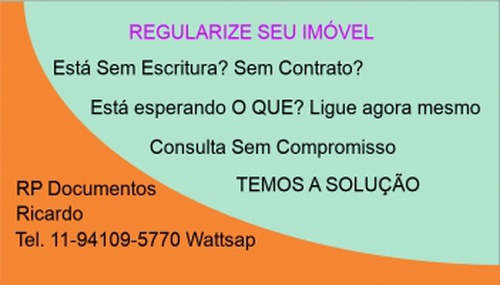 REGULARIZE SEU IMÓVEL
Está Sem Escritura? Sem Contrato?
Está esperando O QUE? Ligue agora mesmo
Consulta Sem Compromisso
TEMOS A SOLUÇÃO
RP Documentos
Ricardo
Tel. 11-94109-5770 Wattsap